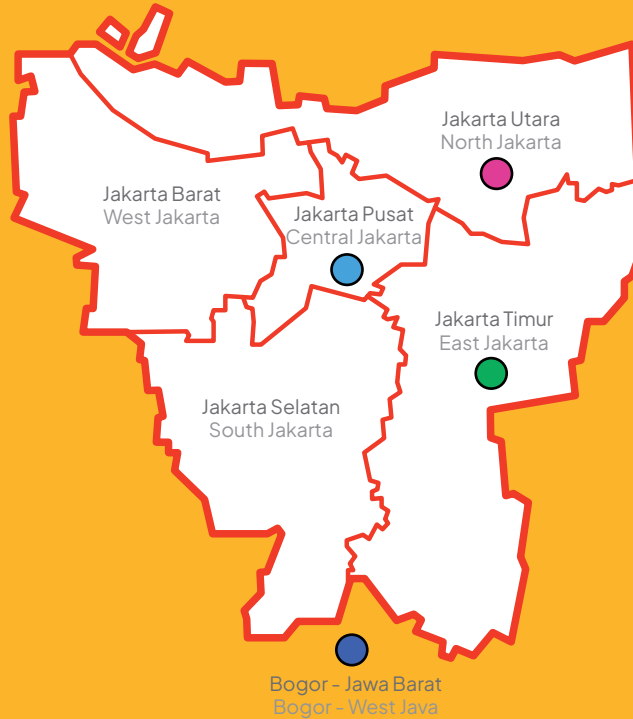 Jakarta Utara
North Jakarta
Jakarta Barat
West Jakarta
Jakarta Pusat
Central Jakarta
Jakarta Timur
East Jakarta
Jakarta Selatan
South Jakarta
Bogor - Jawa Barat
Bogor - West Java